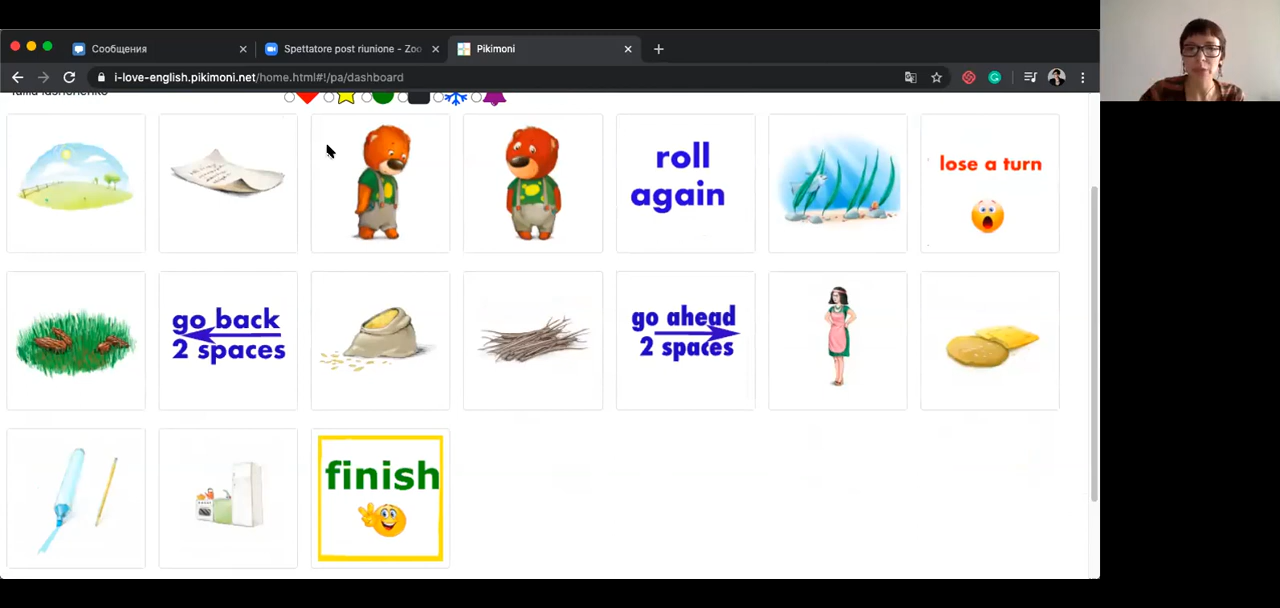 Сообщения
Spettatore post riunione - Zoo
Pikimoni
i-love-english.pikimoni.net/home.html#!/pa/dashboard
roll
again
lose a turn
go back
2 spaces
go ahead
2 spaces
finish